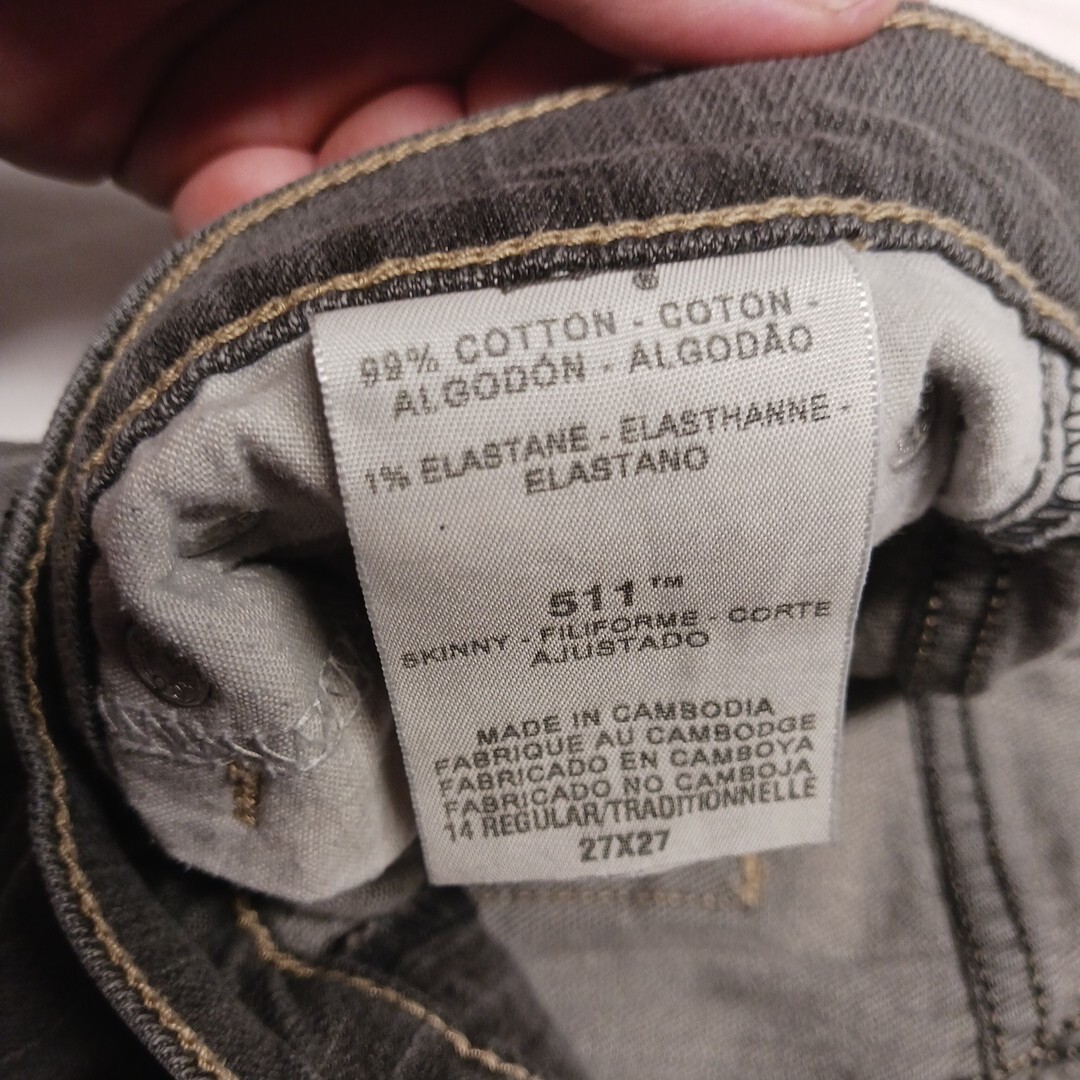 99% COTTON - COTON -
ALGODÓN - ALGODÃO
1% ELASTANE - ELASTHANNE -
ELASTANO
511™
SKINNY - FILIFORME - CORTE
AJUSTADO
MADE IN CAMBODIA
FABRIQUE AU CAMBODGE
FABRICADO EN CAMBOYA
FABRICADO NO CAMBOJA
14 REGULAR/TRADITIONNELLE
27X27